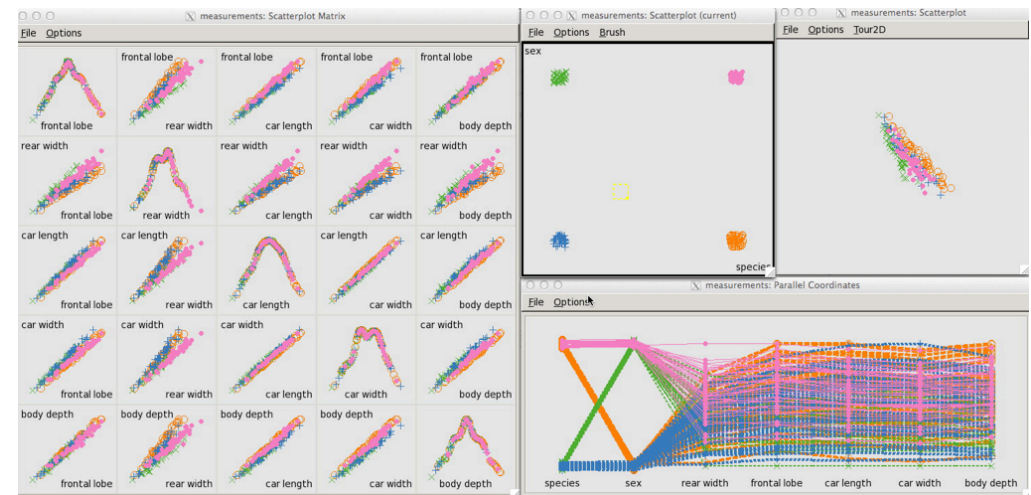 measurements: Scatterplot Matrix
File Options
frontal lobe
frontal lobe
frontal lobe
frontal lobe
frontal lobe
rear width
car length
car width
body depth
rear width
rear width
rear width
rear width
frontal lobe
rear width
car length
car width
body depth
car length
car length
car length
car length
frontal lobe
rear width
car length
car width
body depth
car width
car width
car width
car width
frontal lobe
rear width
car length
car width
body depth
body depth
body depth
body depth
body depth
frontal lobe
rear width
car length
car width
body depth
measurements: Scatterplot (current)
File Options Brush
sex
species
measurements: Scatterplot
File Options Tour2D
measurements: Parallel Coordinates
File Options
species sex rear width frontal lobe car length car width body depth